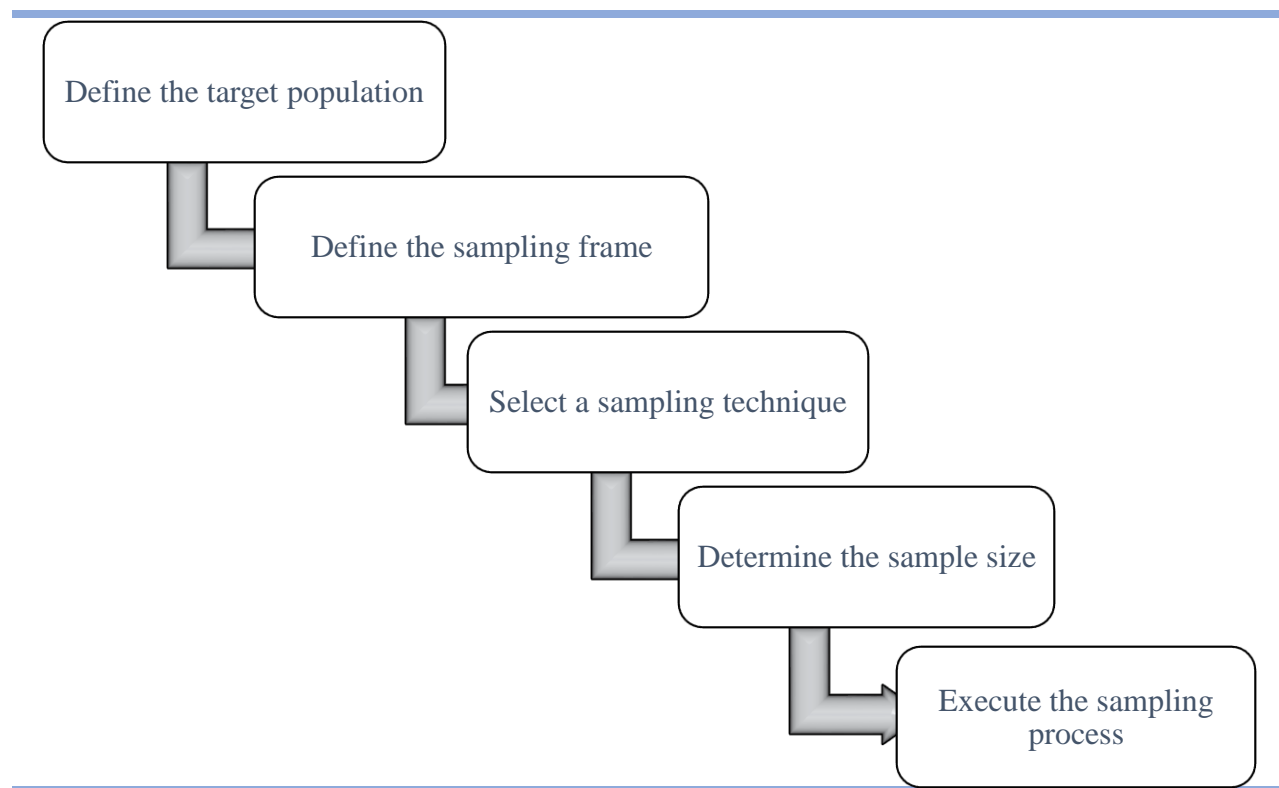 Define the target population
Define the sampling frame
Select a sampling technique
Determine the sample size
Execute the sampling
process